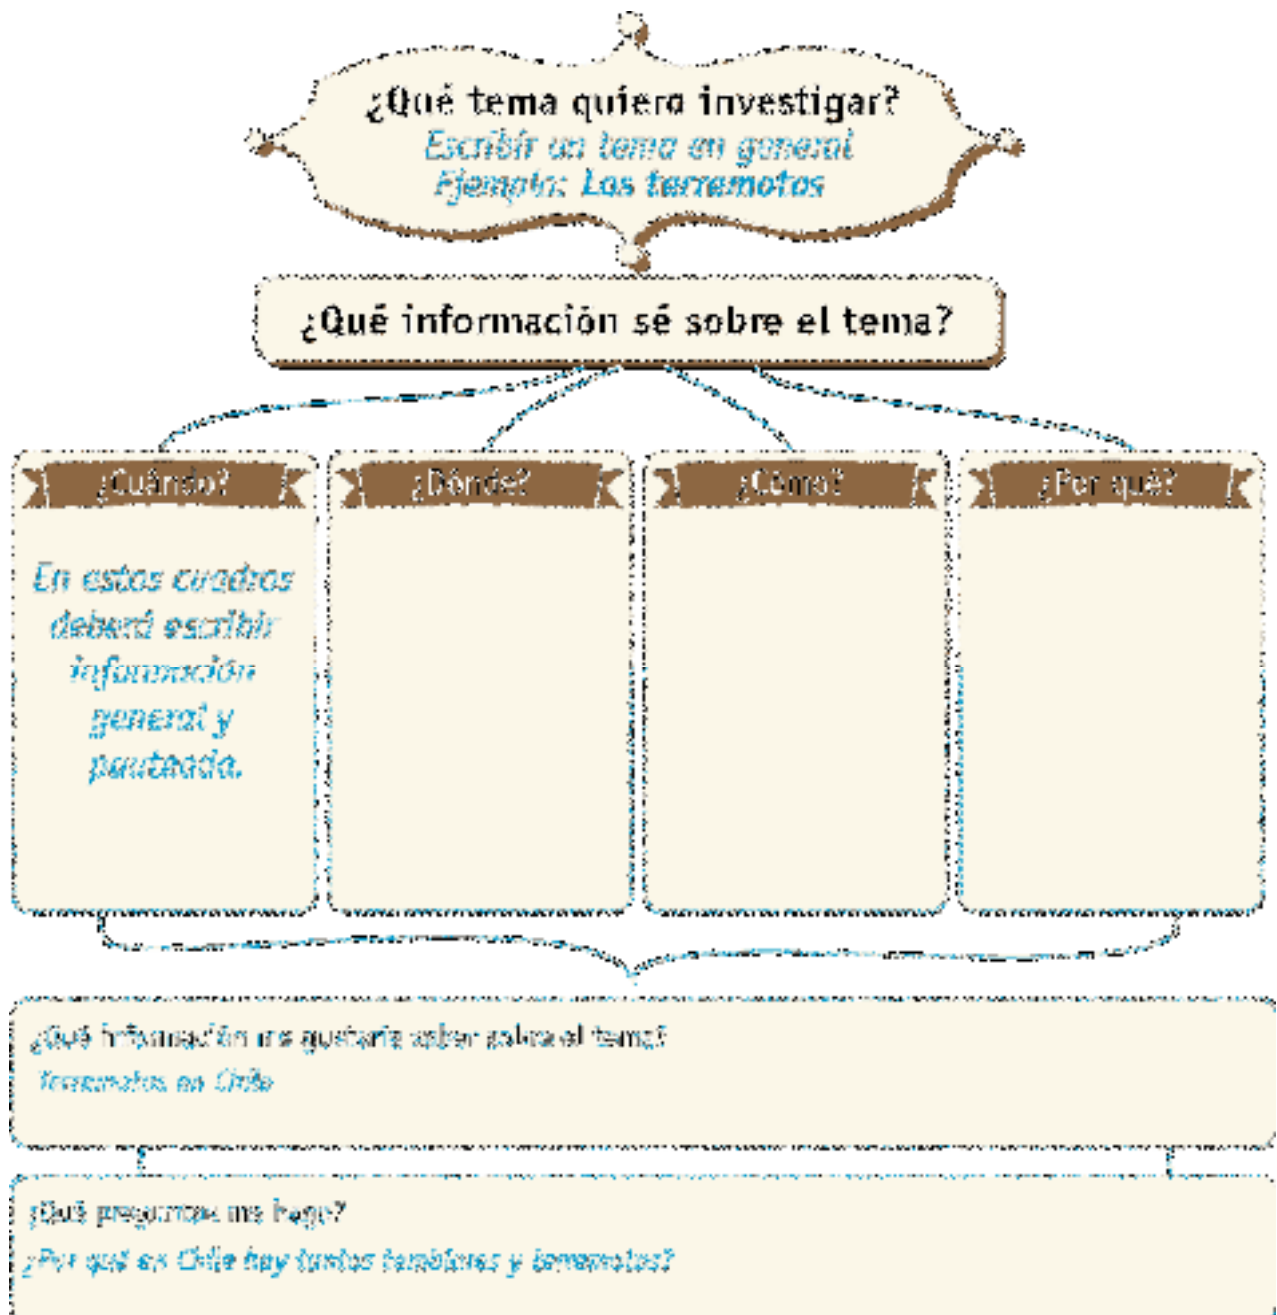 ¿Qué tema quiero investigar?
Escribir un tema en general
Ejemplo: Los terremotos
¿Qué información sé sobre el tema?
¿Cuándo?
¿Dónde?
¿Cómo?
¿Por qué?
En estos cuadros
deberá escribir
información
general y
pauteada.
¿Qué información me gustaría saber sobre el tema?
Terremotos en Chile
¿Qué preguntas me hago?
¿Por qué en Chile hay tantos temblores y terremotos?